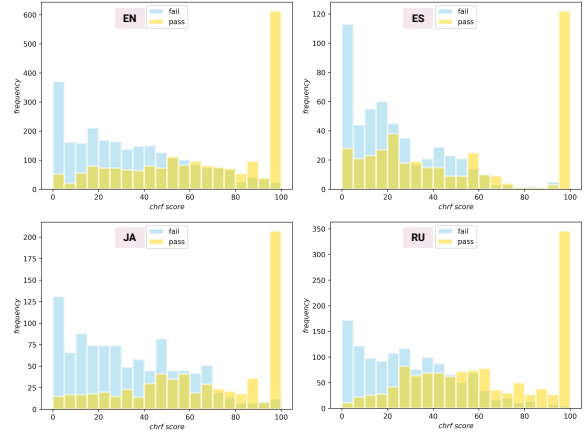 EN
fail
pass
frequency
600
500
400
300
200
100
0
0 20 40 60 80 100
chrf score
ES
fail
pass
frequency
120
100
80
60
40
20
0
0 20 40 60 80 100
chrf score
JA
fail
pass
frequency
200
175
150
125
100
75
50
25
0
0 20 40 60 80 100
chrf score
RU
fail
pass
frequency
350
300
250
200
150
100
50
0
0 20 40 60 80 100
chrf score